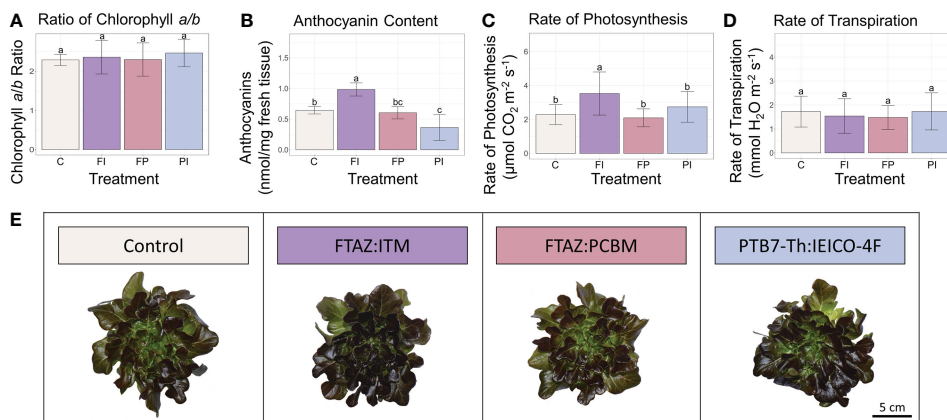 A
Ratio of Chlorophyll a/b
Chlorophyll a/b Ratio
2
1
0
a
a
a
a
C FI FP PI
Treatment
B
Anthocyanin Content
Anthocyanins
(nmol/mg fresh tissue)
1.5
1.0
0.5
0.0
b
a
bc
c
C FI FP PI
Treatment
C
Rate of Photosynthesis
Rate of Photosynthesis
(µmol CO₂ m⁻² s⁻¹)
6
4
2
0
b
a
b
b
C FI FP PI
Treatment
D
Rate of Transpiration
Rate of Transpiration
(mmol H₂O m⁻² s⁻¹)
4
3
2
1
0
a
a
a
a
C FI FP PI
Treatment
E
Control
FTAZ:ITM
FTAZ:PCBM
PTB7-Th:IEICO-4F
5 cm